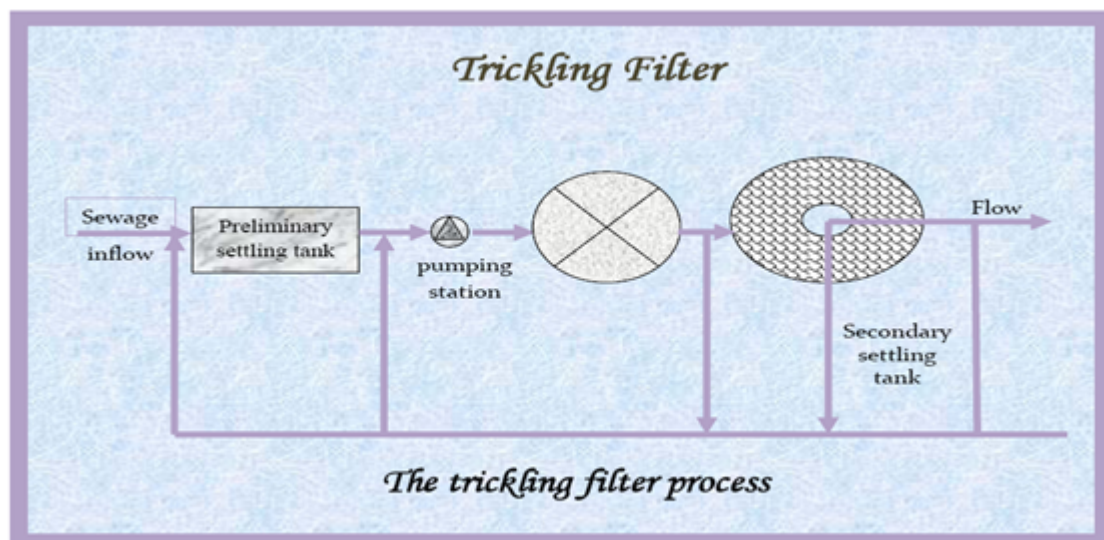 Trickling Filter
Sewage
inflow
Preliminary
settling tank
pumping
station
Flow
Secondary
settling
tank
The trickling filter process